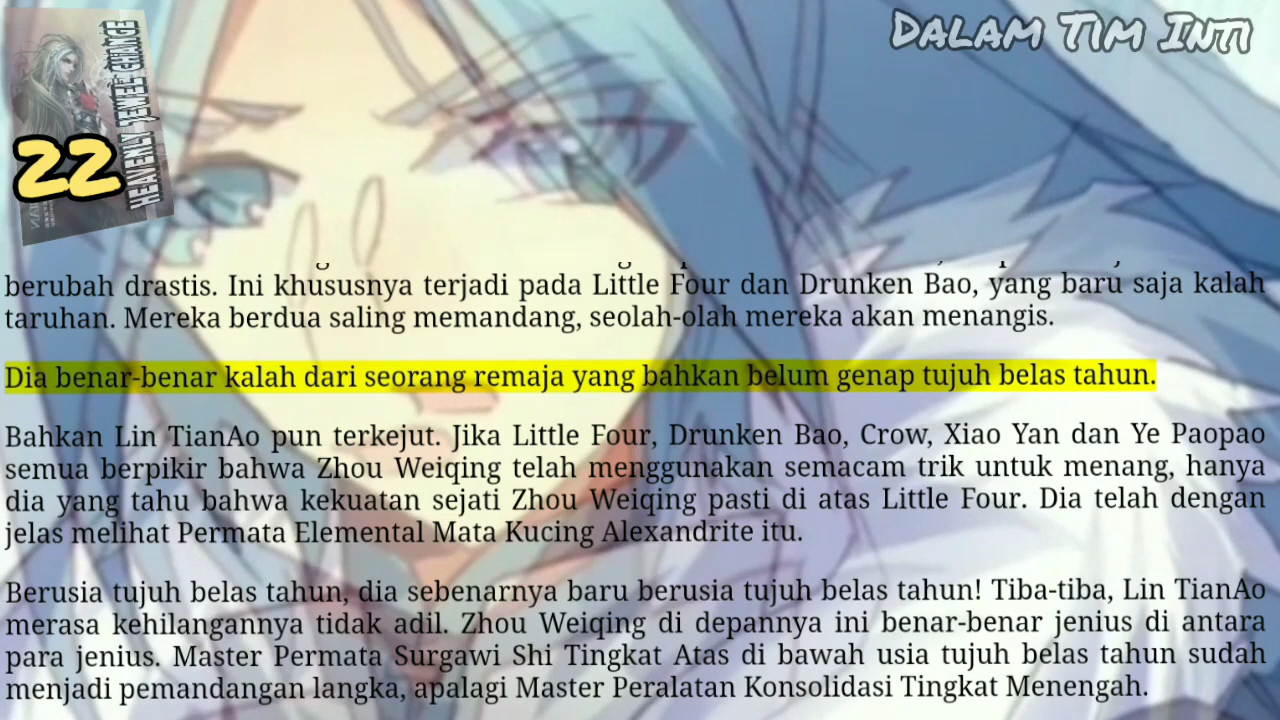 DALAM TIM INTI
HEAVENLY JEWEL CHANGE
22
berubah drastis. Ini khususnya terjadi pada Little Four dan Drunken Bao, yang baru saja kalah
taruhan. Mereka berdua saling memandang, seolah-olah mereka akan menangis.
Dia benar-benar kalah dari seorang remaja yang bahkan belum genap tujuh belas tahun.
Bahkan Lin TianAo pun terkejut. Jika Little Four, Drunken Bao, Crow, Xiao Yan dan Ye Paopao
semua berpikir bahwa Zhou Weiqing telah menggunakan semacam trik untuk menang, hanya
dia yang tahu bahwa kekuatan sejati Zhou Weiqing pasti di atas Little Four. Dia telah dengan
jelas melihat Permata Elemental Mata Kucing Alexandrite itu.
Berusia tujuh belas tahun, dia sebenarnya baru berusia tujuh belas tahun! Tiba-tiba, Lin TianAo
merasa kehilangannya tidak adil. Zhou Weiqing di depannya ini benar-benar jenius di antara
para jenius. Master Permata Surgawi Shi Tingkat Atas di bawah usia tujuh belas tahun sudah
menjadi pemandangan langka, apalagi Master Peralatan Konsolidasi Tingkat Menengah.